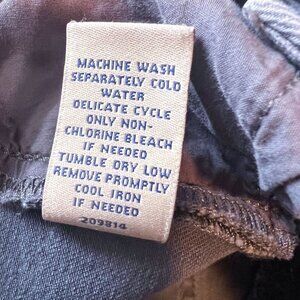 MACHINE WASH
SEPARATELY COLD
WATER
DELICATE CYCLE
ONLY NON-
CHLORINE BLEACH
IF NEEDED
TUMBLE DRY LOW
REMOVE PROMPTLY
COOL IRON
IF NEEDED
209814